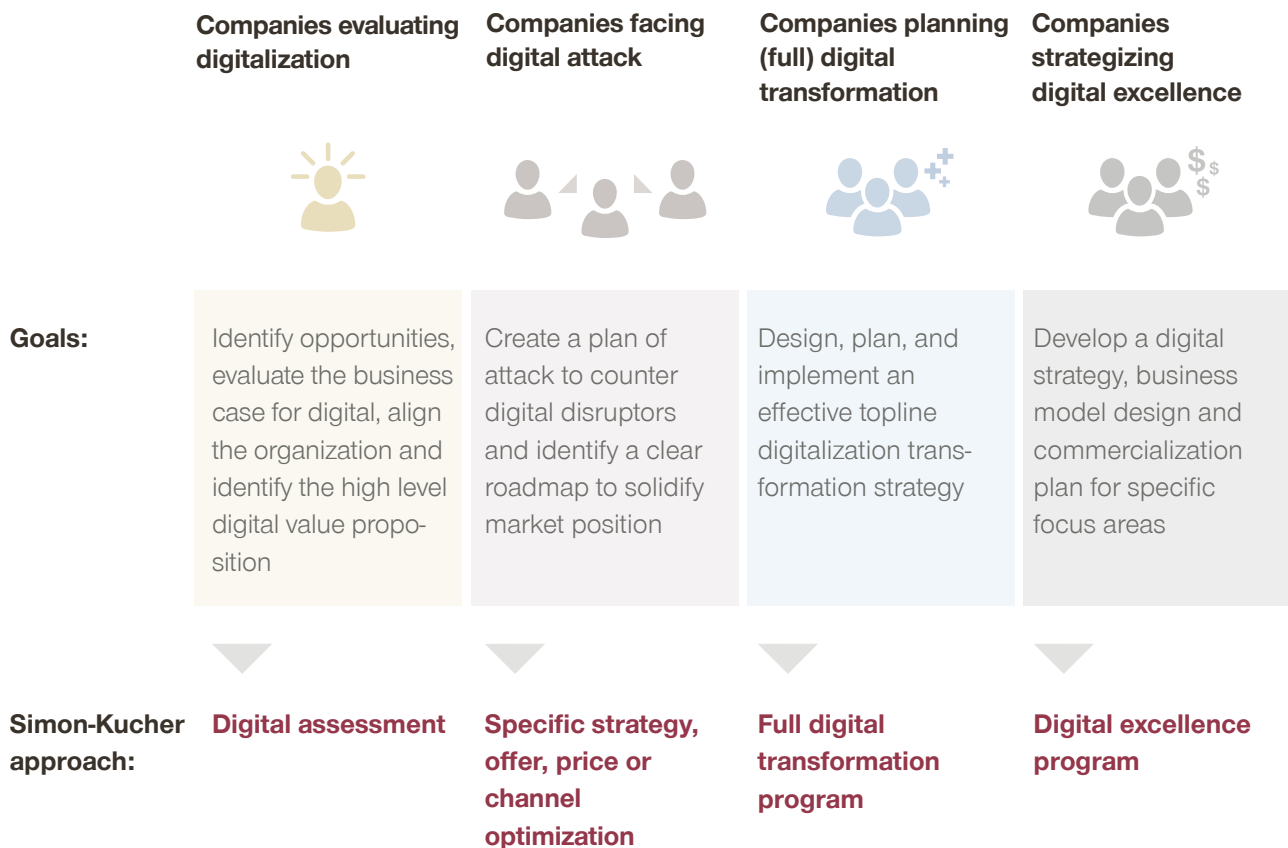 Companies evaluating
digitalization
Companies facing
digital attack
Companies planning
(full) digital
transformation
Companies
strategizing
digital excellence
$
$
$
Goals:
Identify opportunities,
evaluate the business
case for digital, align
the organization and
identify the high level
digital value propo-
sition
Create a plan of
attack to counter
digital disruptors
and identify a clear
roadmap to solidify
market position
Design, plan, and
implement an
effective topline
digitalization trans-
formation strategy
Develop a digital
strategy, business
model design and
commercialization
plan for specific
focus areas
Simon-Kucher
approach:
Digital assessment
Specific strategy,
offer, price or
channel
optimization
Full digital
transformation
program
Digital excellence
program